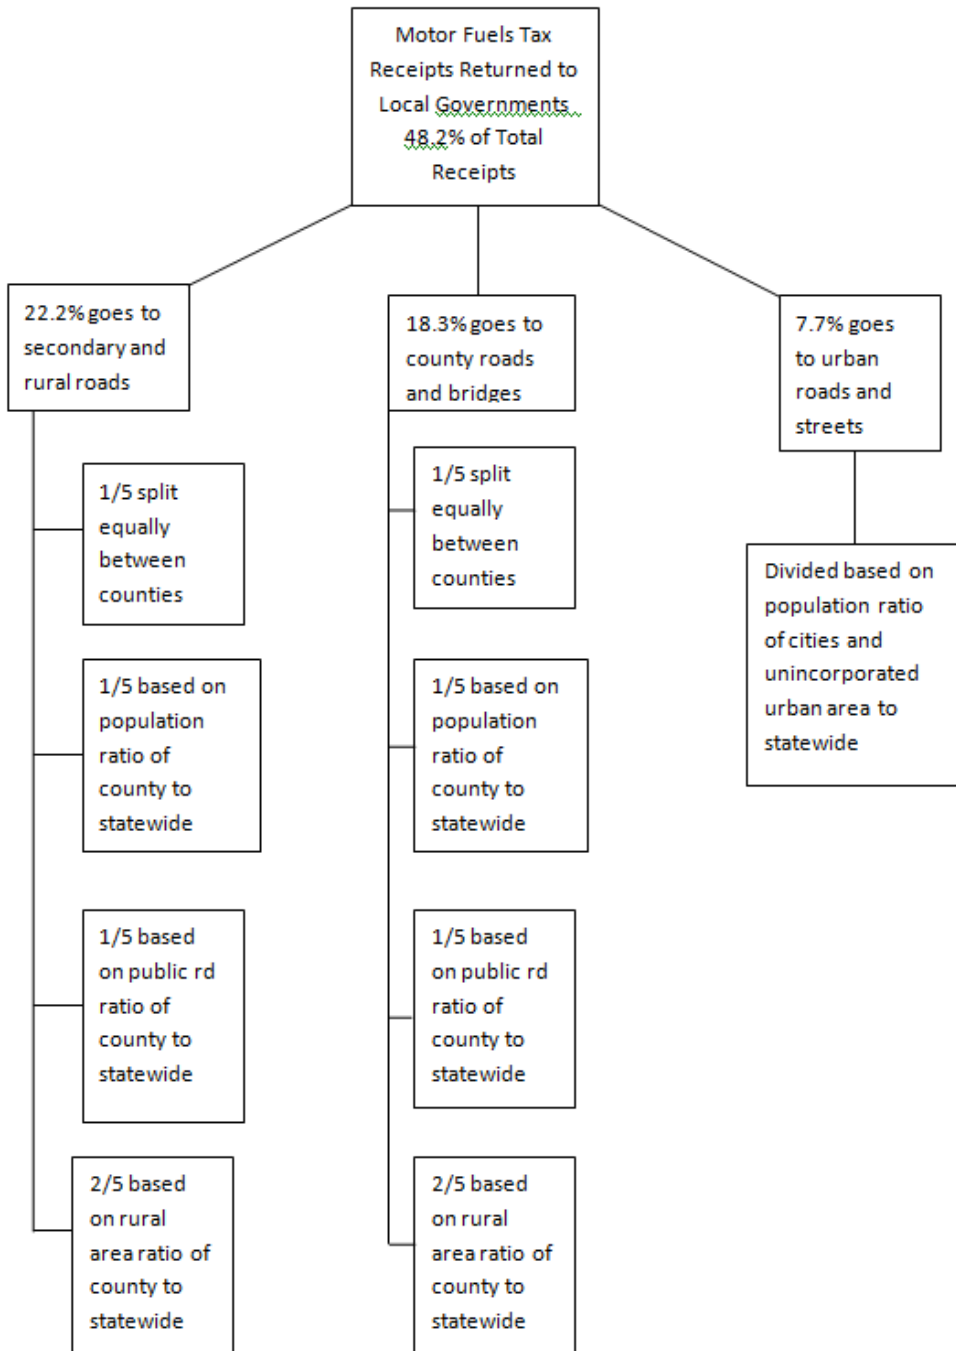 Motor Fuels Tax
Receipts Returned to
Local Governments
48.2% of Total
Receipts
22.2% goes to
secondary and
rural roads
18.3% goes to
county roads
and bridges
7.7% goes
to urban
roads and
streets
1/5 split
equally
between
counties
1/5 based on
population
ratio of
county to
statewide
1/5 based
on public rd
ratio of
county to
statewide
2/5 based
on rural
area ratio of
county to
statewide
1/5 split
equally
between
counties
1/5 based on
population
ratio of
county to
statewide
1/5 based
on public rd
ratio of
county to
statewide
2/5 based
on rural
area ratio of
county to
statewide
Divided based on
population ratio
of cities and
unincorporated
urban area to
statewide